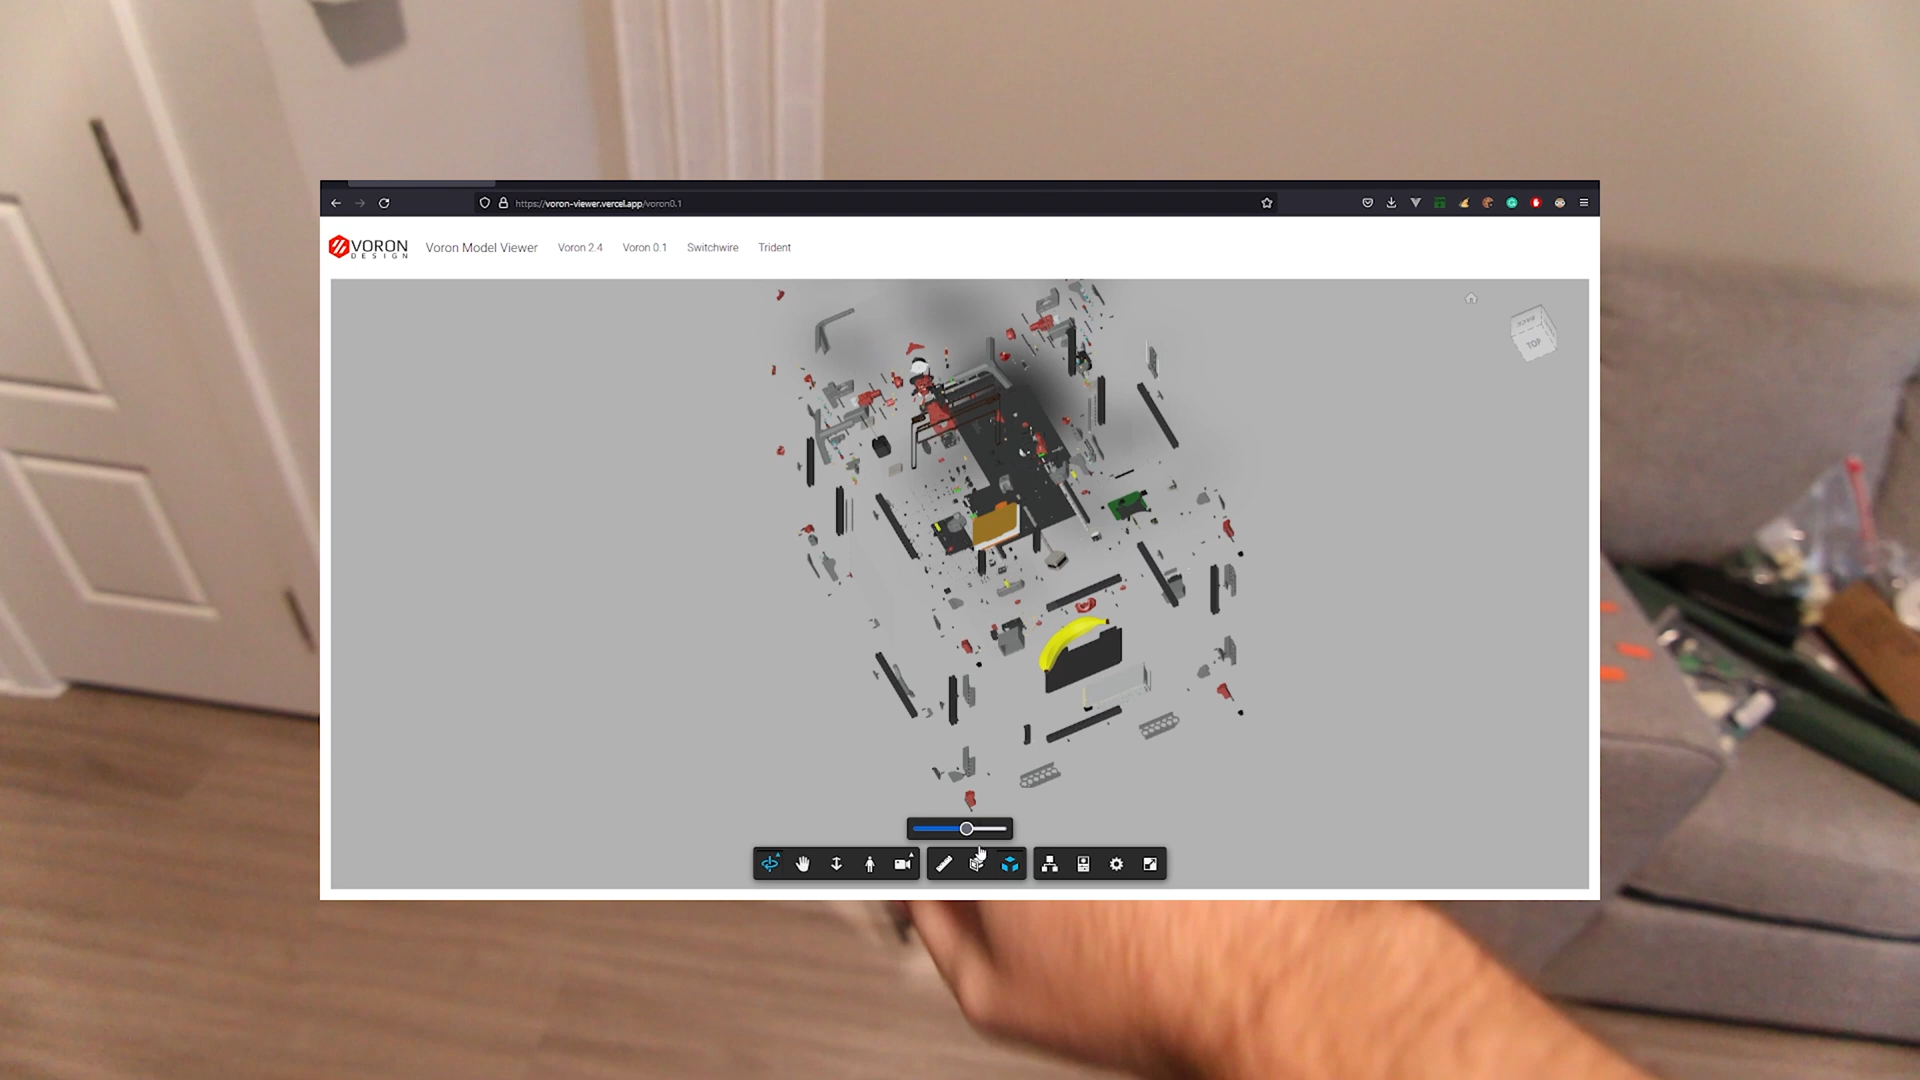 https://voron-viewer.vercel.app/voron0.1
VORON
DESIGN
Voron Model Viewer
Voron 2.4
Voron 0.1
Switchwire
Trident
BACK
TOP